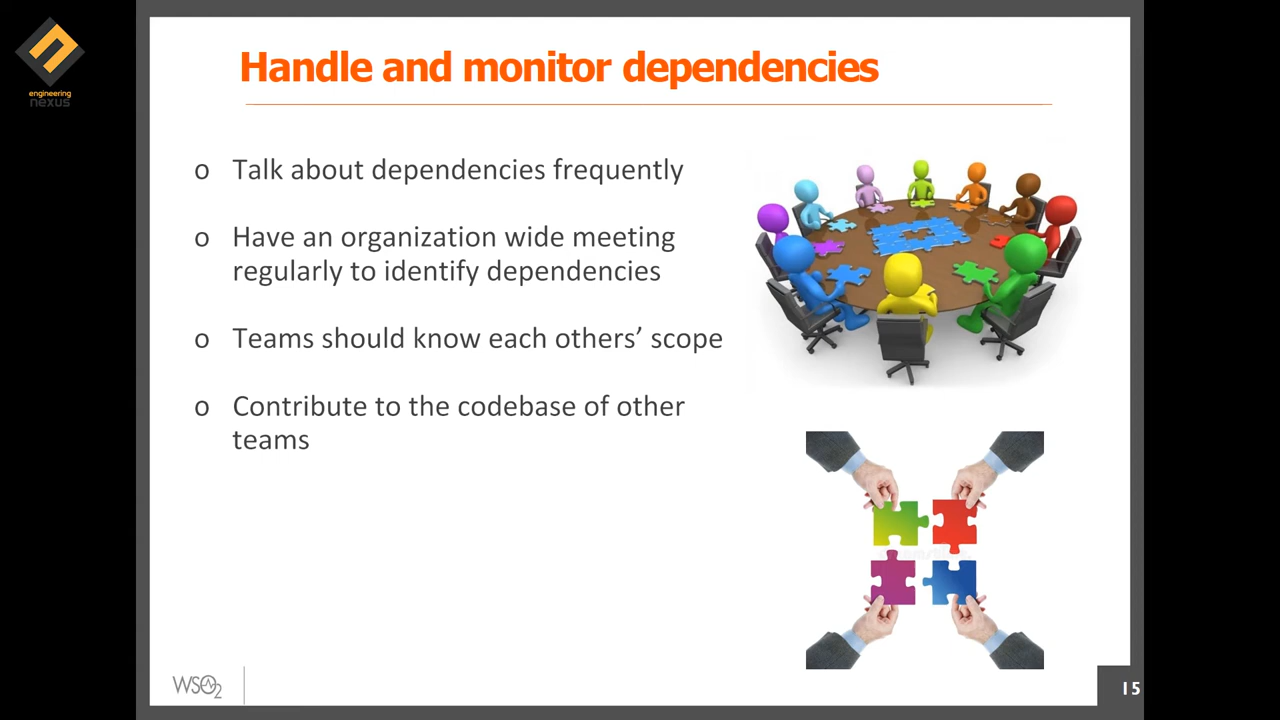 engineering
nexus
Handle and monitor dependencies
o Talk about dependencies frequently
o Have an organization wide meeting
regularly to identify dependencies
o Teams should know each others’ scope
o Contribute to the codebase of other
teams
WSO2
15